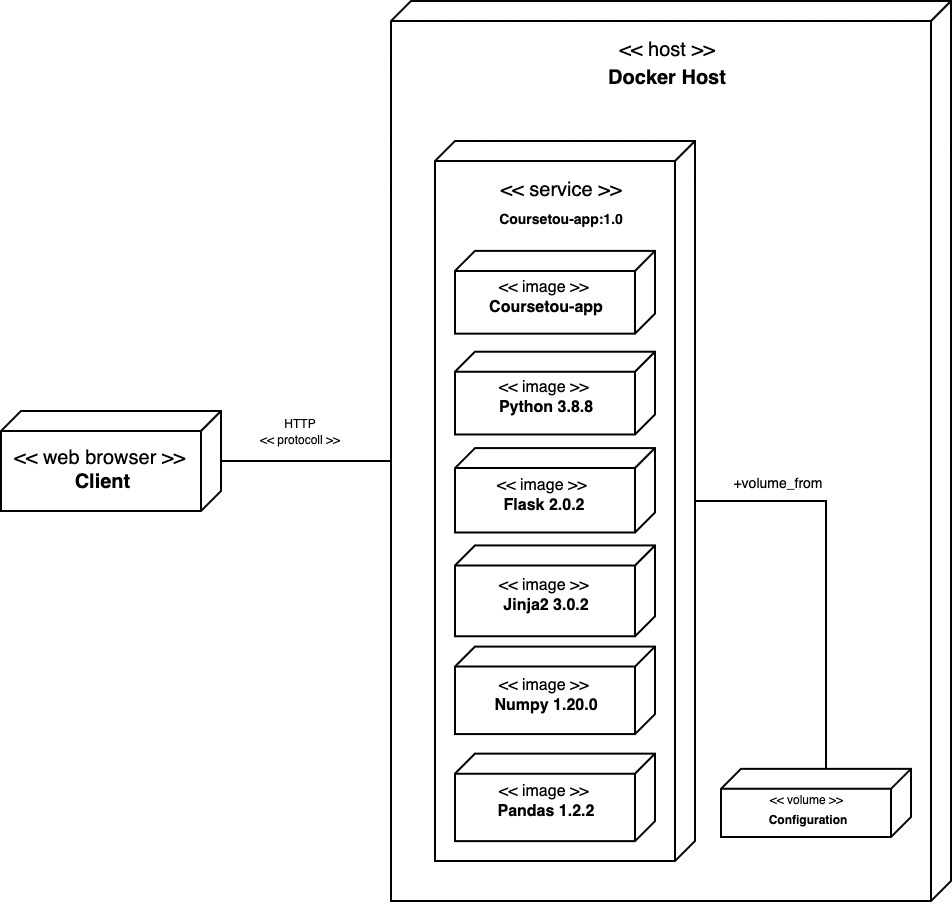 << host >>
Docker Host
<< service >>
Coursetou-app:1.0
<< image >>
Coursetou-app
<< image >>
Python 3.8.8
HTTP
<< protocoll >>
<< web browser >>
Client
<< image >>
Flask 2.0.2
+volume_from
<< image >>
Jinja2 3.0.2
<< image >>
Numpy 1.20.0
<< image >>
Pandas 1.2.2
<< volume >>
Configuration